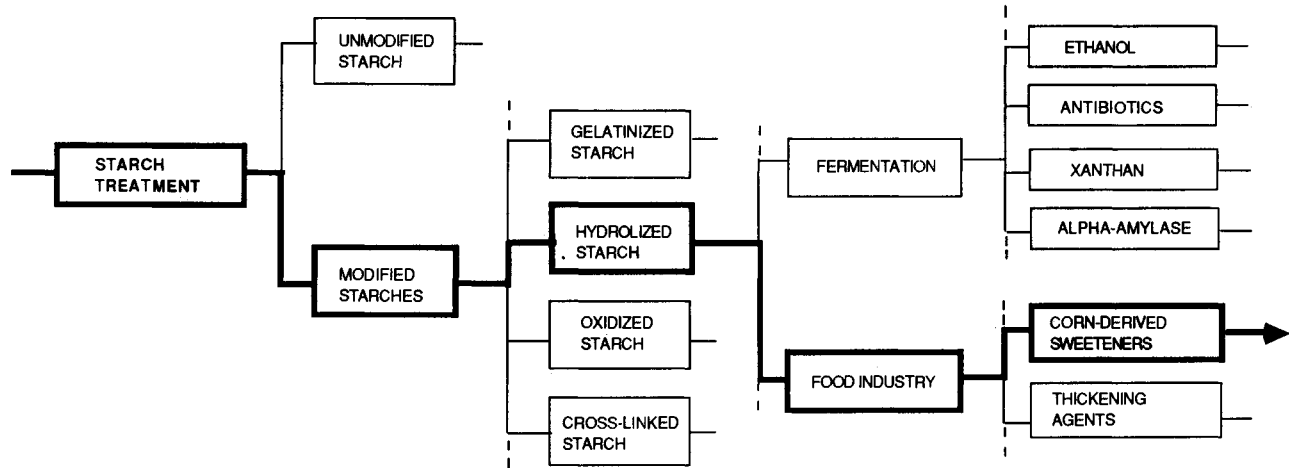 STARCH
TREATMENT
UNMODIFIED
STARCH
MODIFIED
STARCHES
GELATINIZED
STARCH
HYDROLIZED
STARCH
OXIDIZED
STARCH
CROSS-LINKED
STARCH
FERMENTATION
FOOD INDUSTRY
ETHANOL
ANTIBIOTICS
XANTHAN
ALPHA-AMYLASE
CORN-DERIVED
SWEETENERS
THICKENING
AGENTS